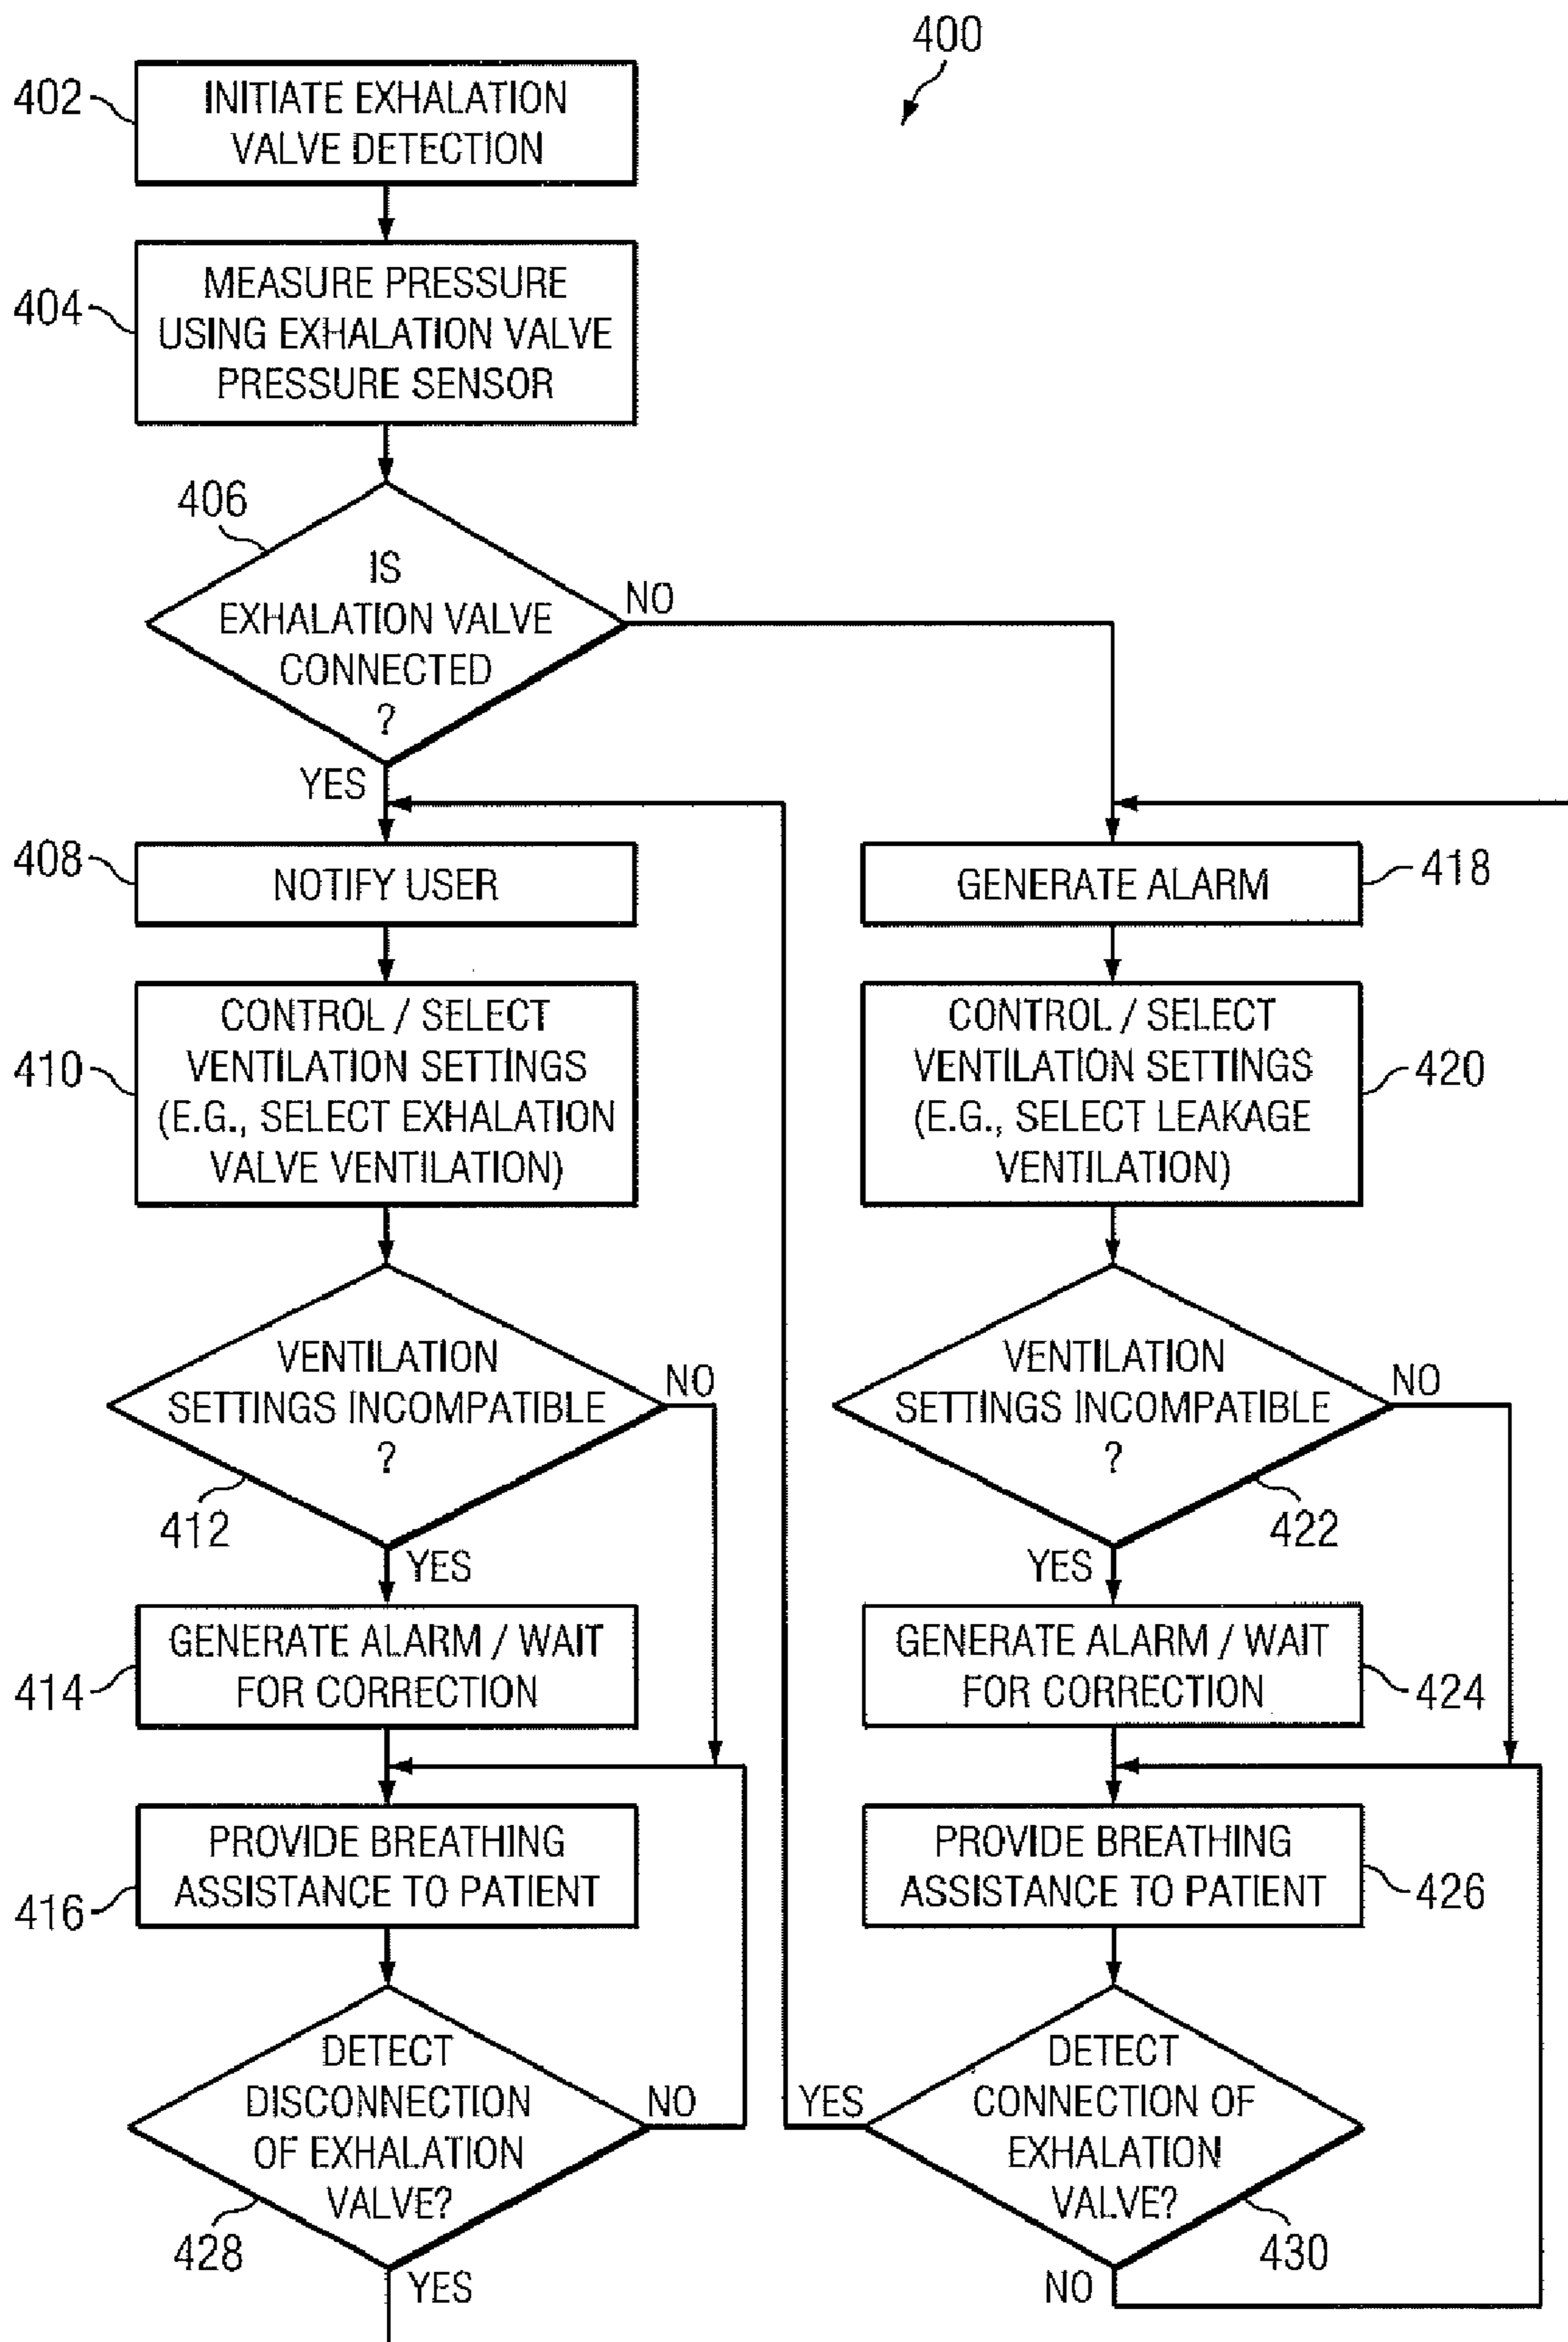 400
402
INITIATE EXHALATION
VALVE DETECTION
404
MEASURE PRESSURE
USING EXHALATION VALVE
PRESSURE SENSOR
406
IS
EXHALATION VALVE
CONNECTED
?
NO
YES
408
NOTIFY USER
GENERATE ALARM
418
410
CONTROL / SELECT
VENTILATION SETTINGS
(E.G., SELECT EXHALATION
VALVE VENTILATION)
CONTROL / SELECT
VENTILATION SETTINGS
(E.G., SELECT LEAKAGE
VENTILATION)
420
VENTILATION
SETTINGS INCOMPATIBLE
?
NO
412
YES
VENTILATION
SETTINGS INCOMPATIBLE
?
NO
422
YES
414
GENERATE ALARM / WAIT
FOR CORRECTION
GENERATE ALARM / WAIT
FOR CORRECTION
424
416
PROVIDE BREATHING
ASSISTANCE TO PATIENT
PROVIDE BREATHING
ASSISTANCE TO PATIENT
426
DETECT
DISCONNECTION
OF EXHALATION
VALVE?
NO
428
YES
DETECT
CONNECTION OF
EXHALATION
VALVE?
YES
430
NO